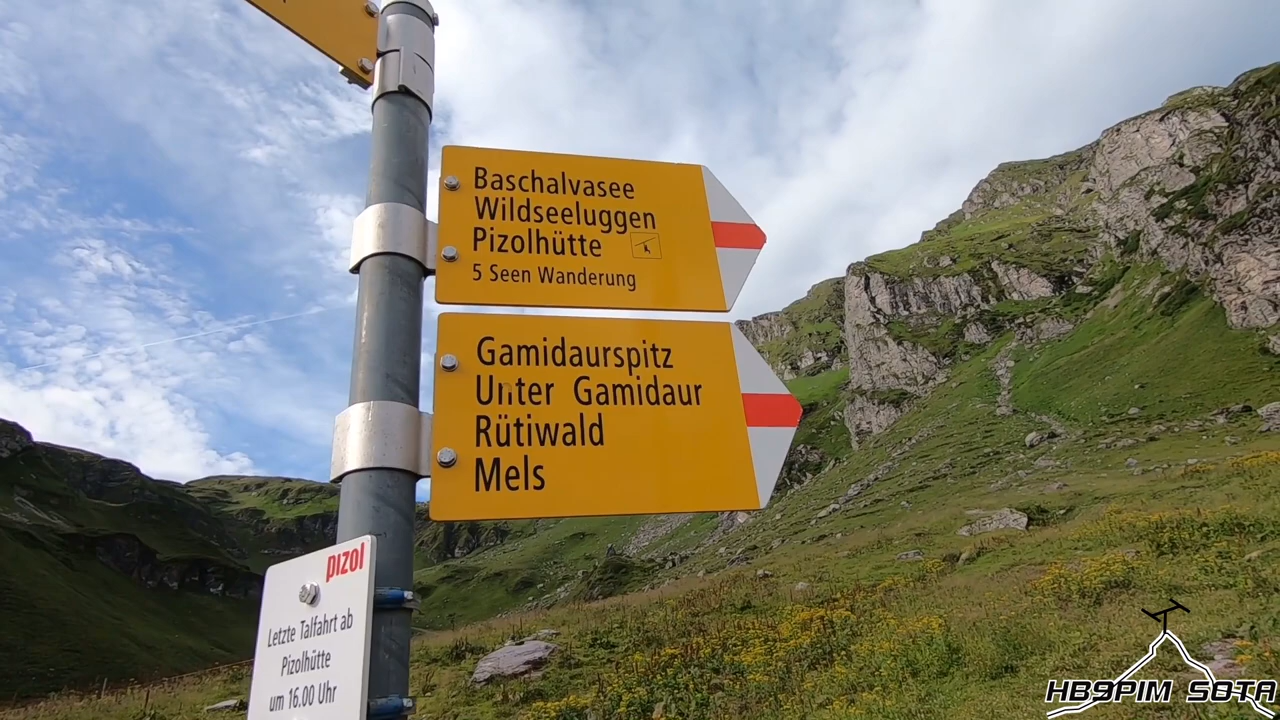 Baschalvasee
Wildseeluggen
Pizolhütte
5 Seen Wanderung
Gamidaurspitz
Unter Gamidaur
Rütiwald
Mels
pizol
Letzte Talfahrt ab
Pizolhütte
um 16.00 Uhr
HB9PIM SOTA